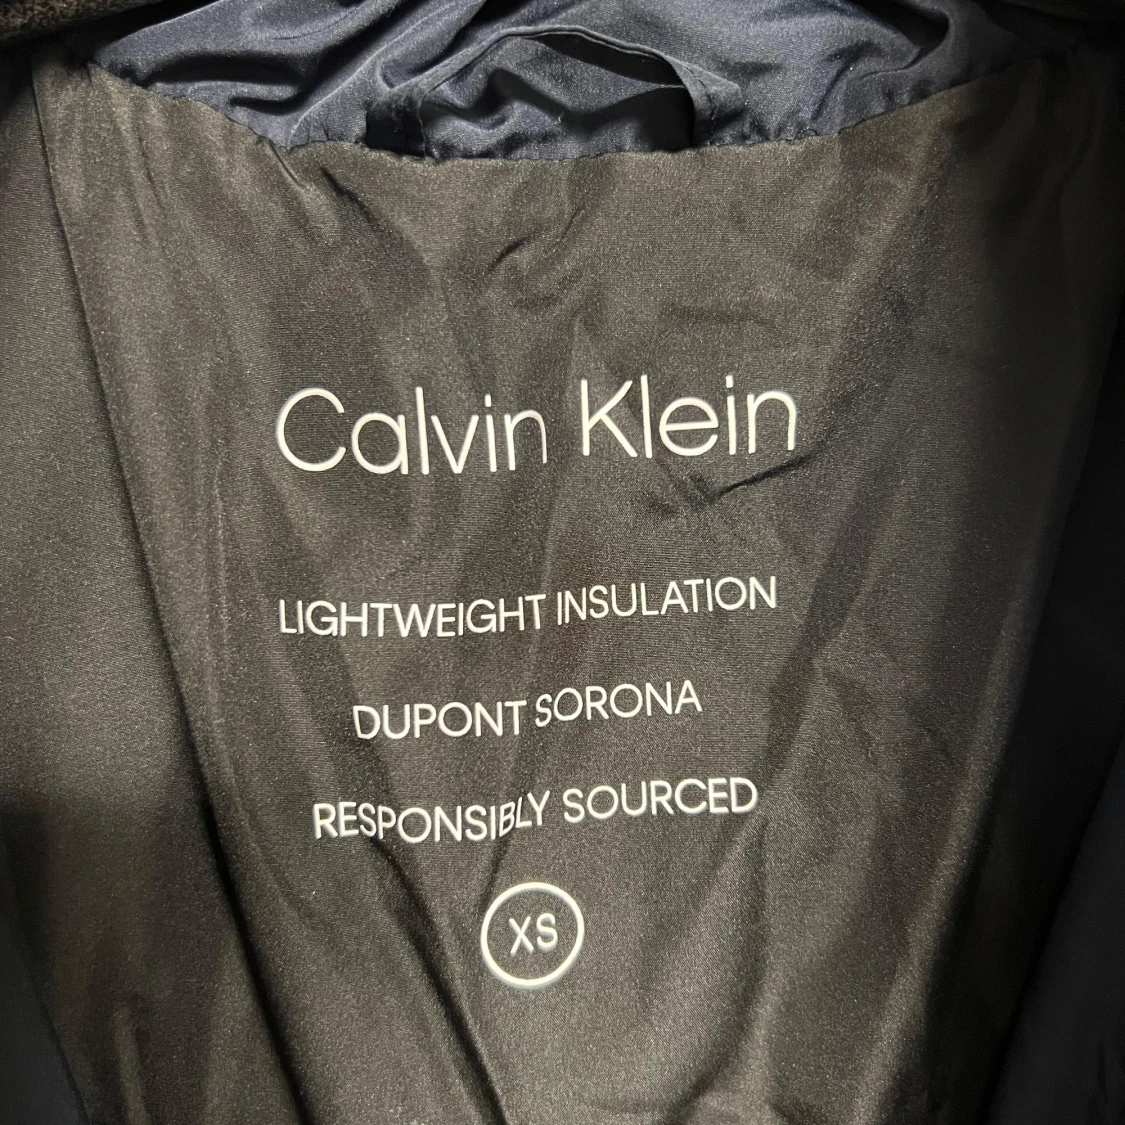 Calvin Klein
LIGHTWEIGHT INSULATION
DUPONT SORONA
RESPONSIBLY SOURCED
XS